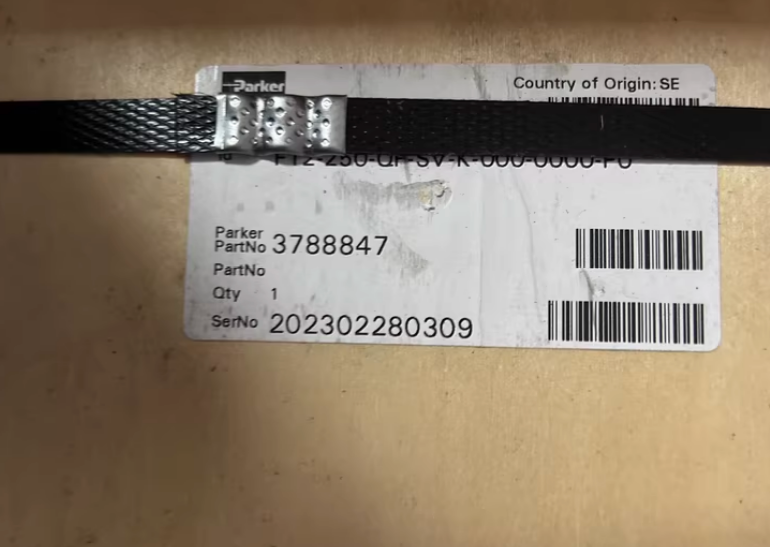 Parker
Country of Origin: SE
Parker
PartNo 3788847
PartNo
Qty 1
SerNo 202302280309